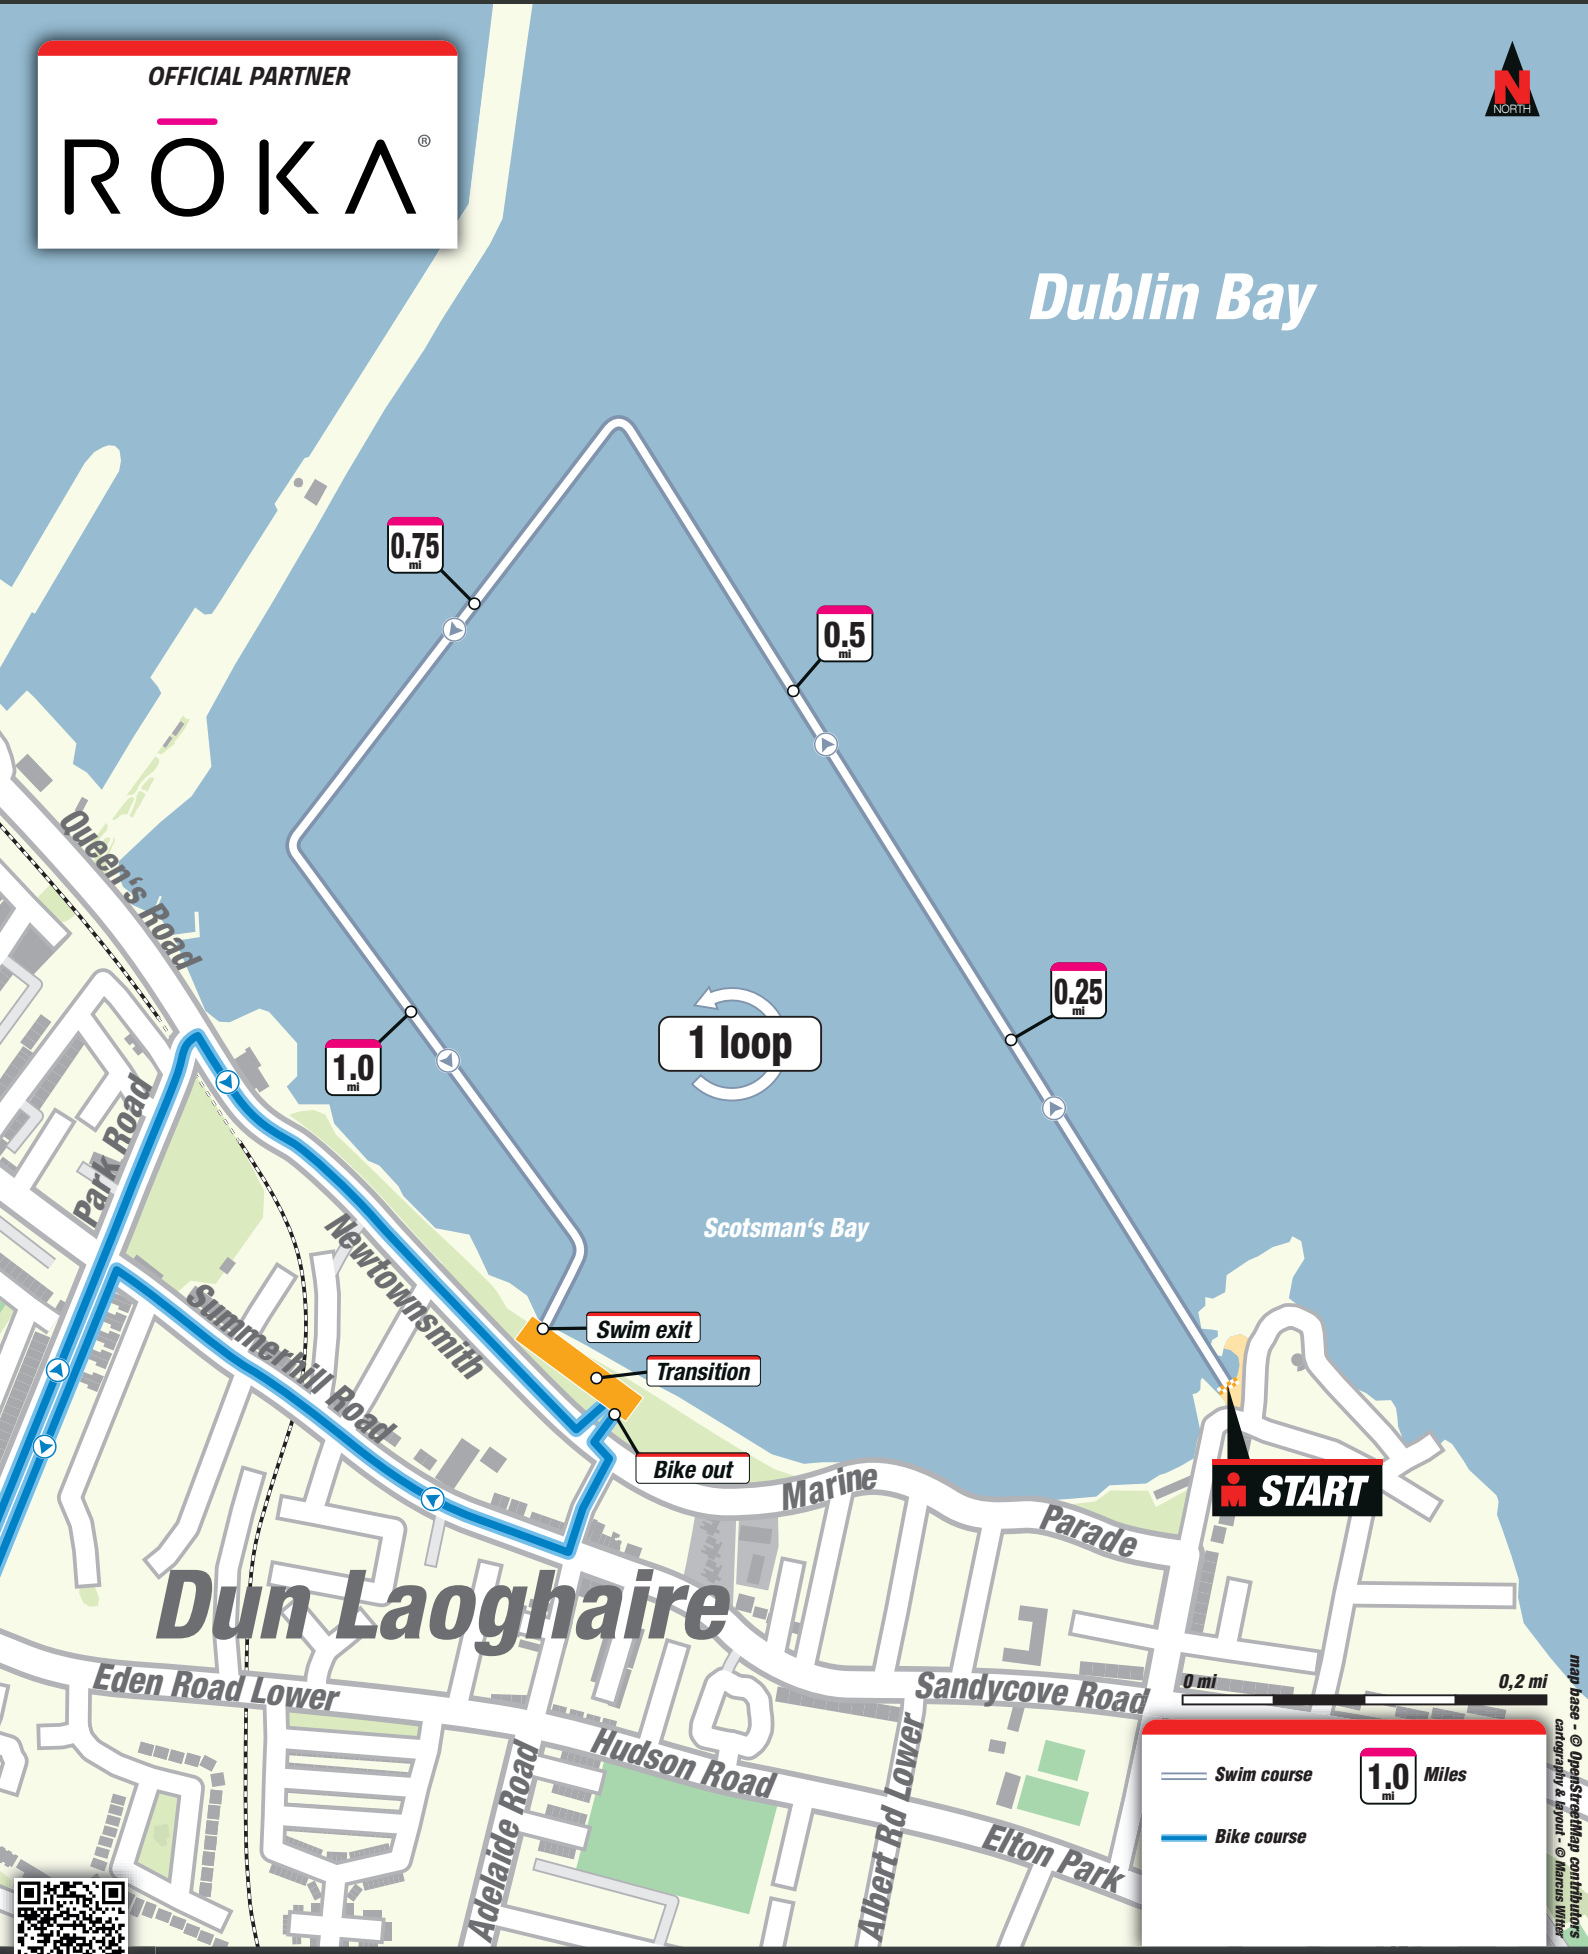 OFFICIAL PARTNER
ROKA®
N
NORTH
Dublin Bay
0.75
mi
0.5
mi
0.25
mi
1.0
mi
1 loop
Scotsman‘s Bay
Queen‘s Road
Park Road
Newtownsmith
Summerhill Road
Swim exit
Transition
Bike out
Marine
Parade
START
Dun Laoghaire
Eden Road Lower
Sandycove Road
Hudson Road
Adelaide Road
Albert Rd Lower
Elton Park
0 mi
0,2 mi
Swim course
1.0
mi
Miles
Bike course
map base - © OpenStreetMap contributors
cartography & layout - © Marcus Witter